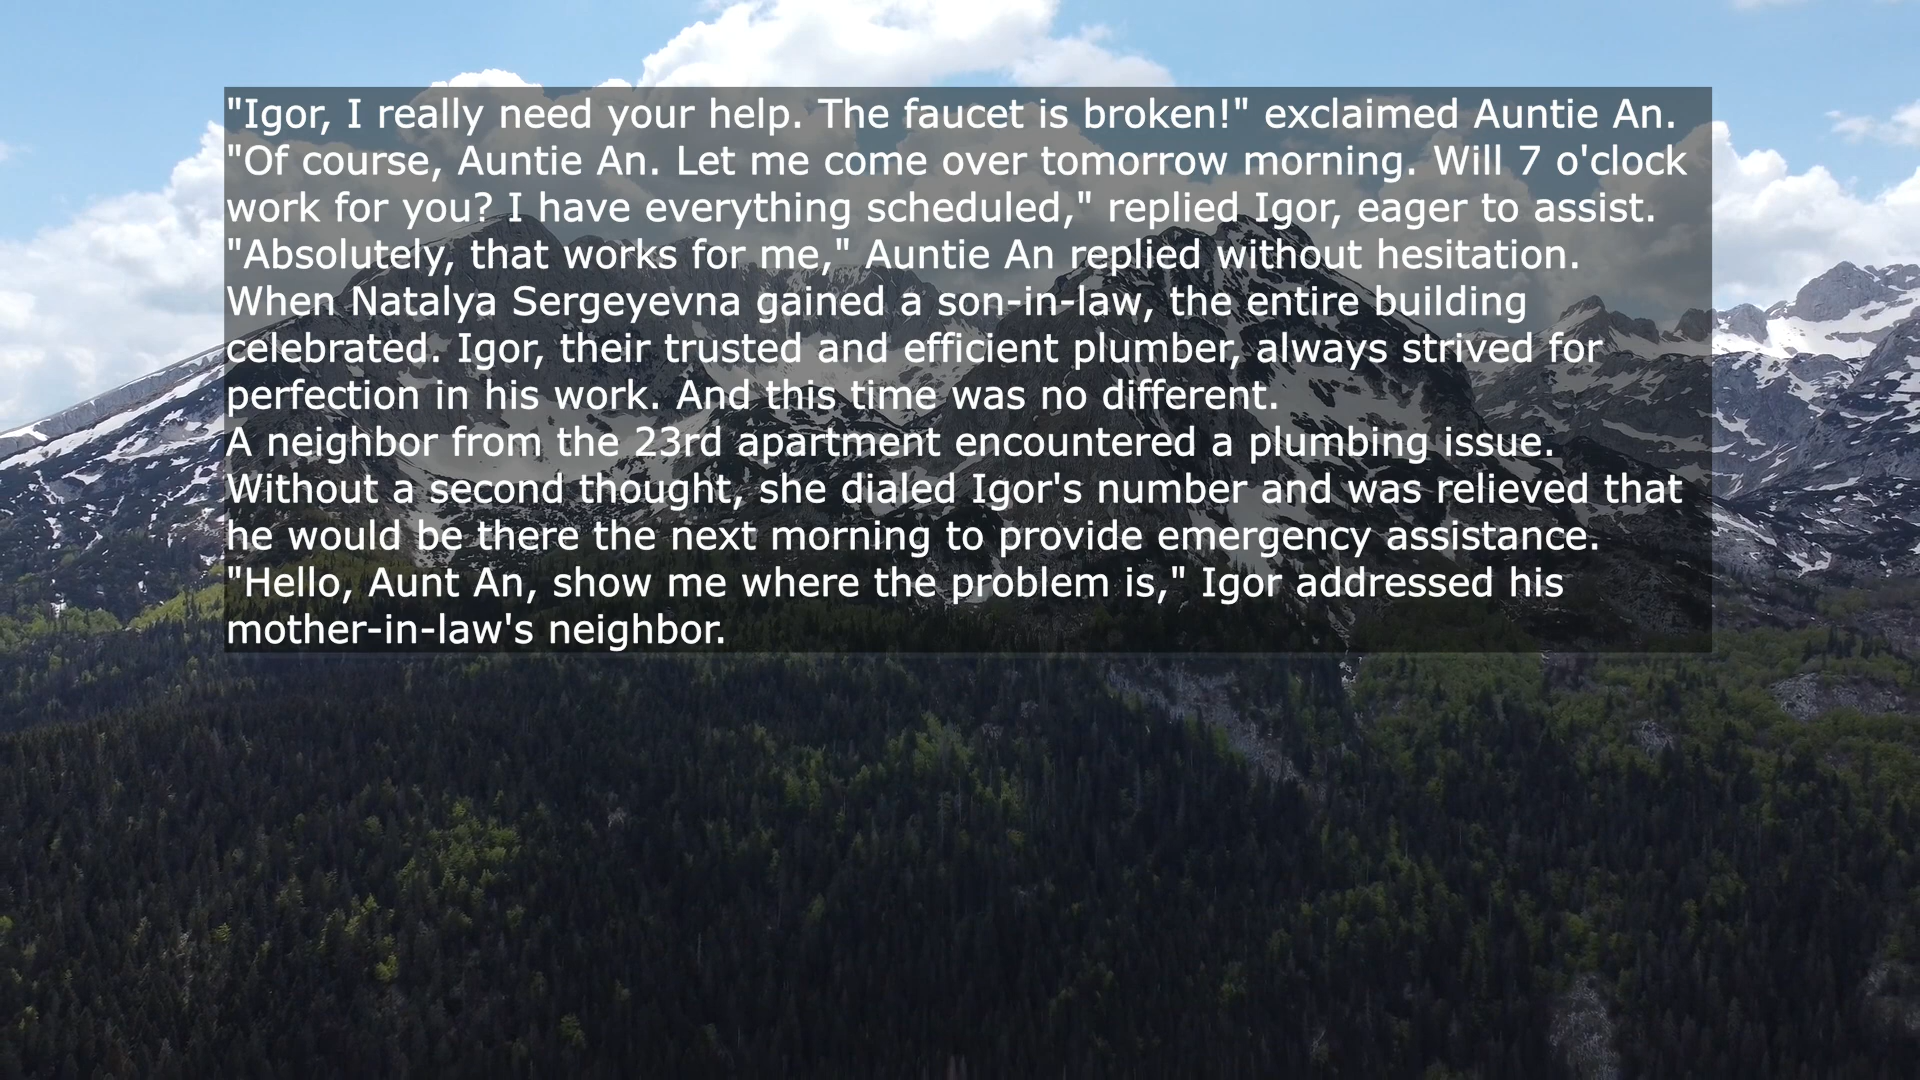 "Igor, I really need your help. The faucet is broken!" exclaimed Auntie An.
"Of course, Auntie An. Let me come over tomorrow morning. Will 7 o'clock
work for you? I have everything scheduled," replied Igor, eager to assist.
"Absolutely, that works for me," Auntie An replied without hesitation.
When Natalya Sergeyevna gained a son-in-law, the entire building
celebrated. Igor, their trusted and efficient plumber, always strived for
perfection in his work. And this time was no different.
A neighbor from the 23rd apartment encountered a plumbing issue.
Without a second thought, she dialed Igor's number and was relieved that
he would be there the next morning to provide emergency assistance.
"Hello, Aunt An, show me where the problem is," Igor addressed his
mother-in-law's neighbor.